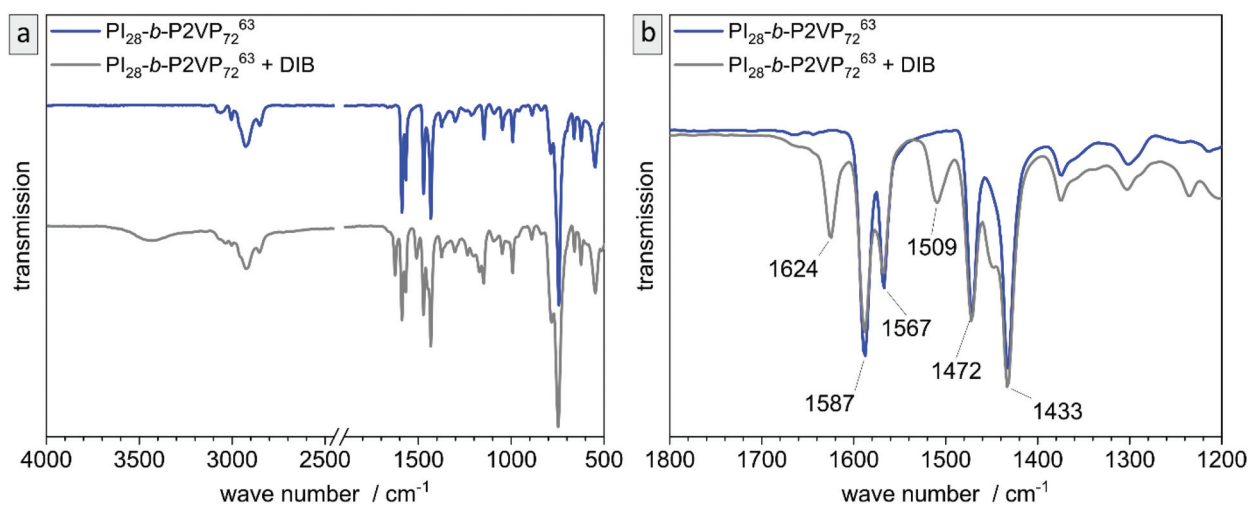 a
PI₂₈-b-P2VP₇₂⁶³
PI₂₈-b-P2VP₇₂⁶³ + DIB
transmission
4000 3500 3000 2500 1500 1000 500
wave number / cm⁻¹
b
PI₂₈-b-P2VP₇₂⁶³
PI₂₈-b-P2VP₇₂⁶³ + DIB
transmission
1624
1509
1567
1472
1587
1433
1800 1700 1600 1500 1400 1300 1200
wave number / cm⁻¹